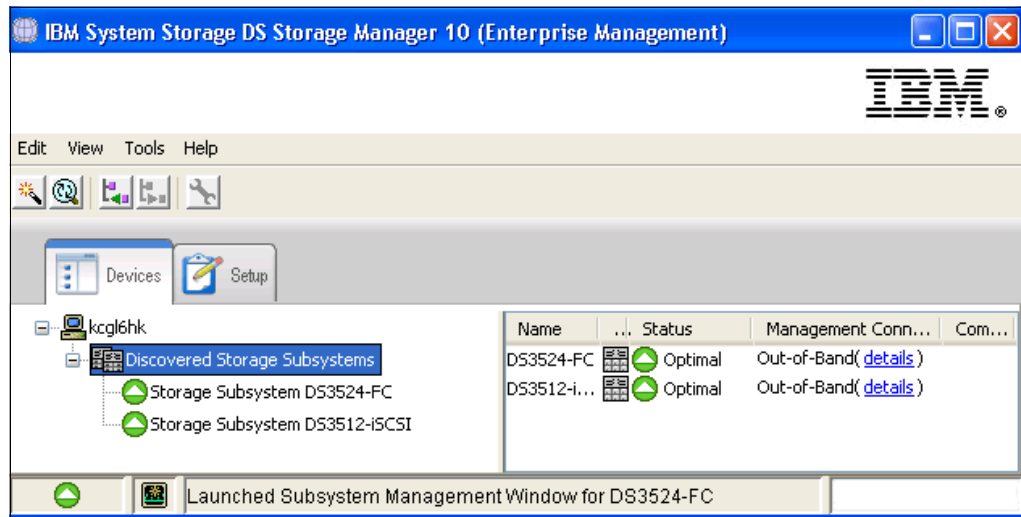 IBM System Storage DS Storage Manager 10 (Enterprise Management)
IBM®
Edit View Tools Help
Devices Setup
kcgl6hk
Discovered Storage Subsystems
Storage Subsystem DS3524-FC
Storage Subsystem DS3512-iSCSI
Name ... Status Management Conn... Com...
DS3524-FC Optimal Out-of-Band( details )
DS3512-i... Optimal Out-of-Band( details )
Launched Subsystem Management Window for DS3524-FC